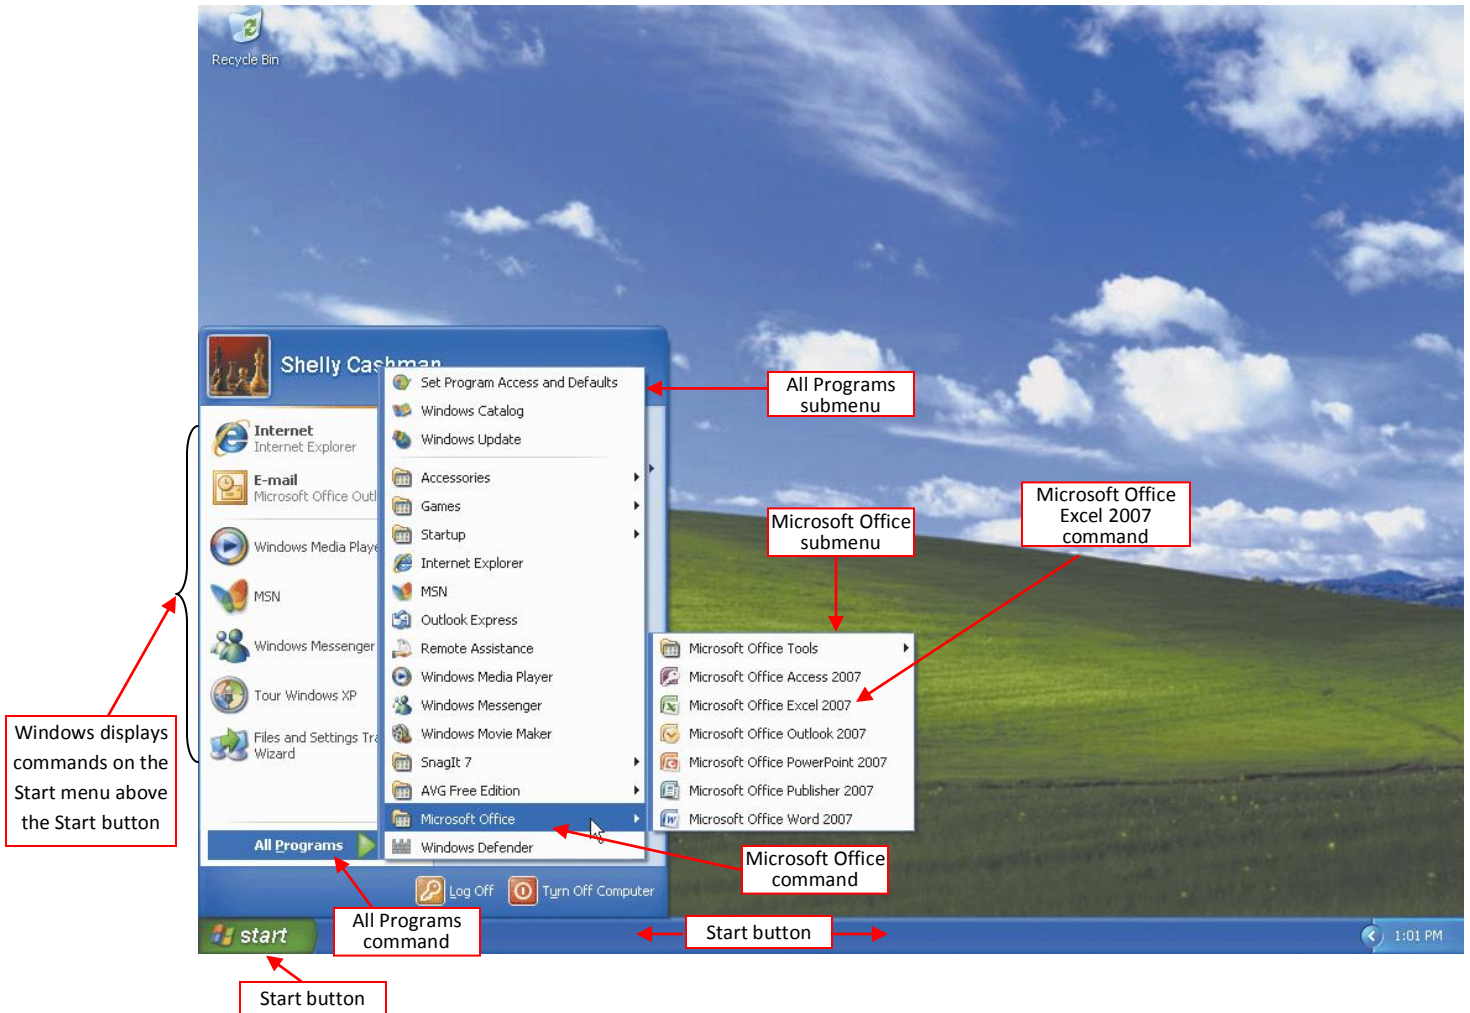 Recycle Bin
Shelly Cashman
Set Program Access and Defaults
All Programs
submenu
Windows Catalog
Windows Update
Internet
Internet Explorer
E-mail
Microsoft Office Outl
Windows Media Playe
MSN
Windows Messenger
Tour Windows XP
Files and Settings Tra
Wizard
All Programs
Accessories
Games
Startup
Internet Explorer
MSN
Outlook Express
Remote Assistance
Windows Media Player
Windows Messenger
Windows Movie Maker
SnagIt 7
AVG Free Edition
Microsoft Office
Windows Defender
Microsoft Office
submenu
Microsoft Office
Excel 2007
command
Microsoft Office Tools
Microsoft Office Access 2007
Microsoft Office Excel 2007
Microsoft Office Outlook 2007
Microsoft Office PowerPoint 2007
Microsoft Office Publisher 2007
Microsoft Office Word 2007
Windows displays
commands on the
Start menu above
the Start button
Microsoft Office
command
Log Off
Turn Off Computer
All Programs
command
start
Start button
1:01 PM
Start button